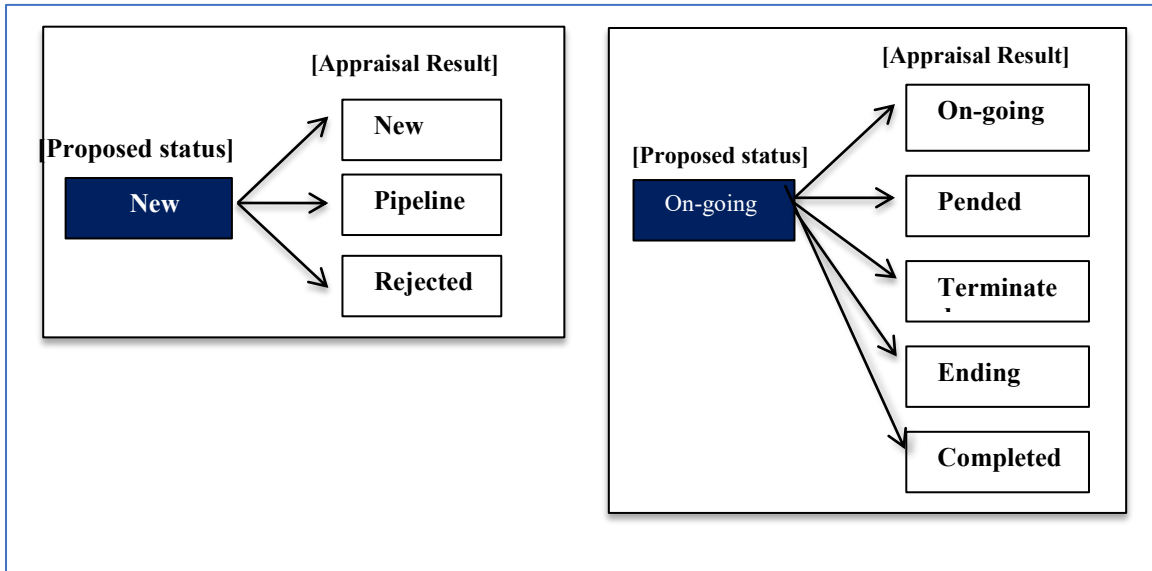 [Appraisal Result]
New
[Proposed status]
New
Pipeline
Rejected
[Appraisal Result]
On-going
[Proposed status]
On-going
Pended
Terminate
Ending
Completed